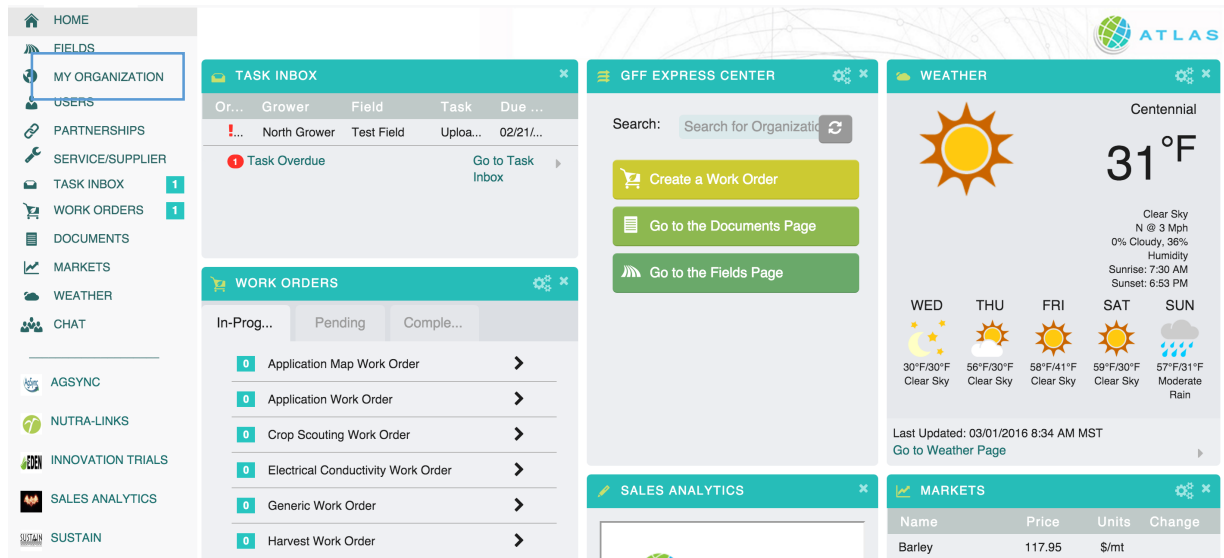 HOME
FIELDS
MY ORGANIZATION
USERS
PARTNERSHIPS
SERVICE/SUPPLIER
TASK INBOX 1
WORK ORDERS 1
DOCUMENTS
MARKETS
WEATHER
CHAT
AGSYNC
NUTRA-LINKS
EDEN INNOVATION TRIALS
SALES ANALYTICS
SUSTAIN SUSTAIN
ATLAS
TASK INBOX ×
Or... Grower Field Task Due ...
!... North Grower Test Field Uploa... 02/21/...
1 Task Overdue
Go to Task
Inbox
WORK ORDERS ×
In-Prog... Pending Comple...
0 Application Map Work Order
0 Application Work Order
0 Crop Scouting Work Order
0 Electrical Conductivity Work Order
0 Generic Work Order
0 Harvest Work Order
GFF EXPRESS CENTER ×
Search: Search for Organizatic
Create a Work Order
Go to the Documents Page
Go to the Fields Page
SALES ANALYTICS ×
WEATHER ×
Centennial
31°F
Clear Sky
N @ 3 Mph
0% Cloudy, 36%
Humidity
Sunrise: 7:30 AM
Sunset: 6:53 PM
WED THU FRI SAT SUN
30°F/30°F 56°F/30°F 58°F/41°F 59°F/30°F 57°F/31°F
Clear Sky Clear Sky Clear Sky Clear Sky Moderate
Rain
Last Updated: 03/01/2016 8:34 AM MST
Go to Weather Page
MARKETS ×
Name Price Units Change
Barley 117.95 $/mt